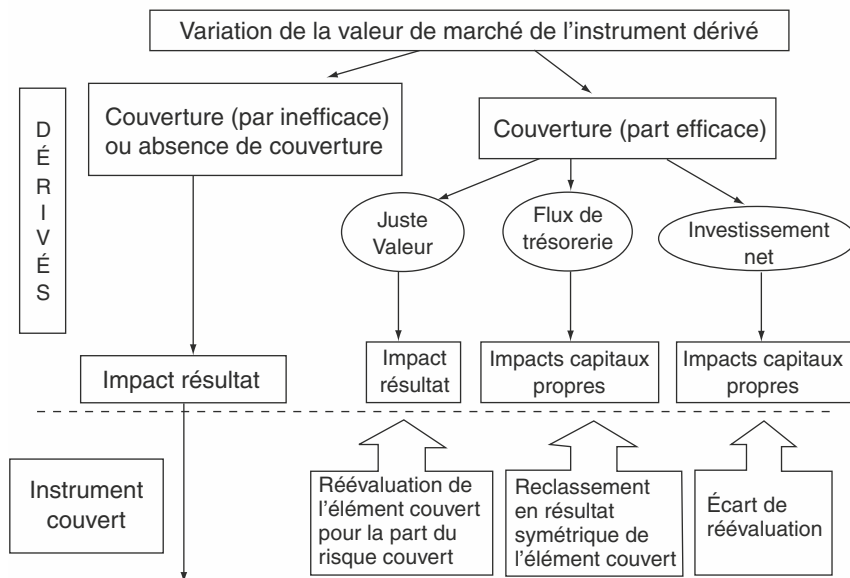 Variation de la valeur de marché de l'instrument dérivé
DÉRIVÉS
Couverture (par inefficace)
ou absence de couverture
Couverture (part efficace)
Juste
Valeur
Flux de
trésorerie
Investissement
net
Impact résultat
Impact
résultat
Impacts capitaux
propres
Impacts capitaux
propres
Instrument
couvert
Réévaluation de
l'élément couvert
pour la part du
risque couvert
Reclassement
en résultat
symétrique de
l'élément couvert
Écart de
réévaluation